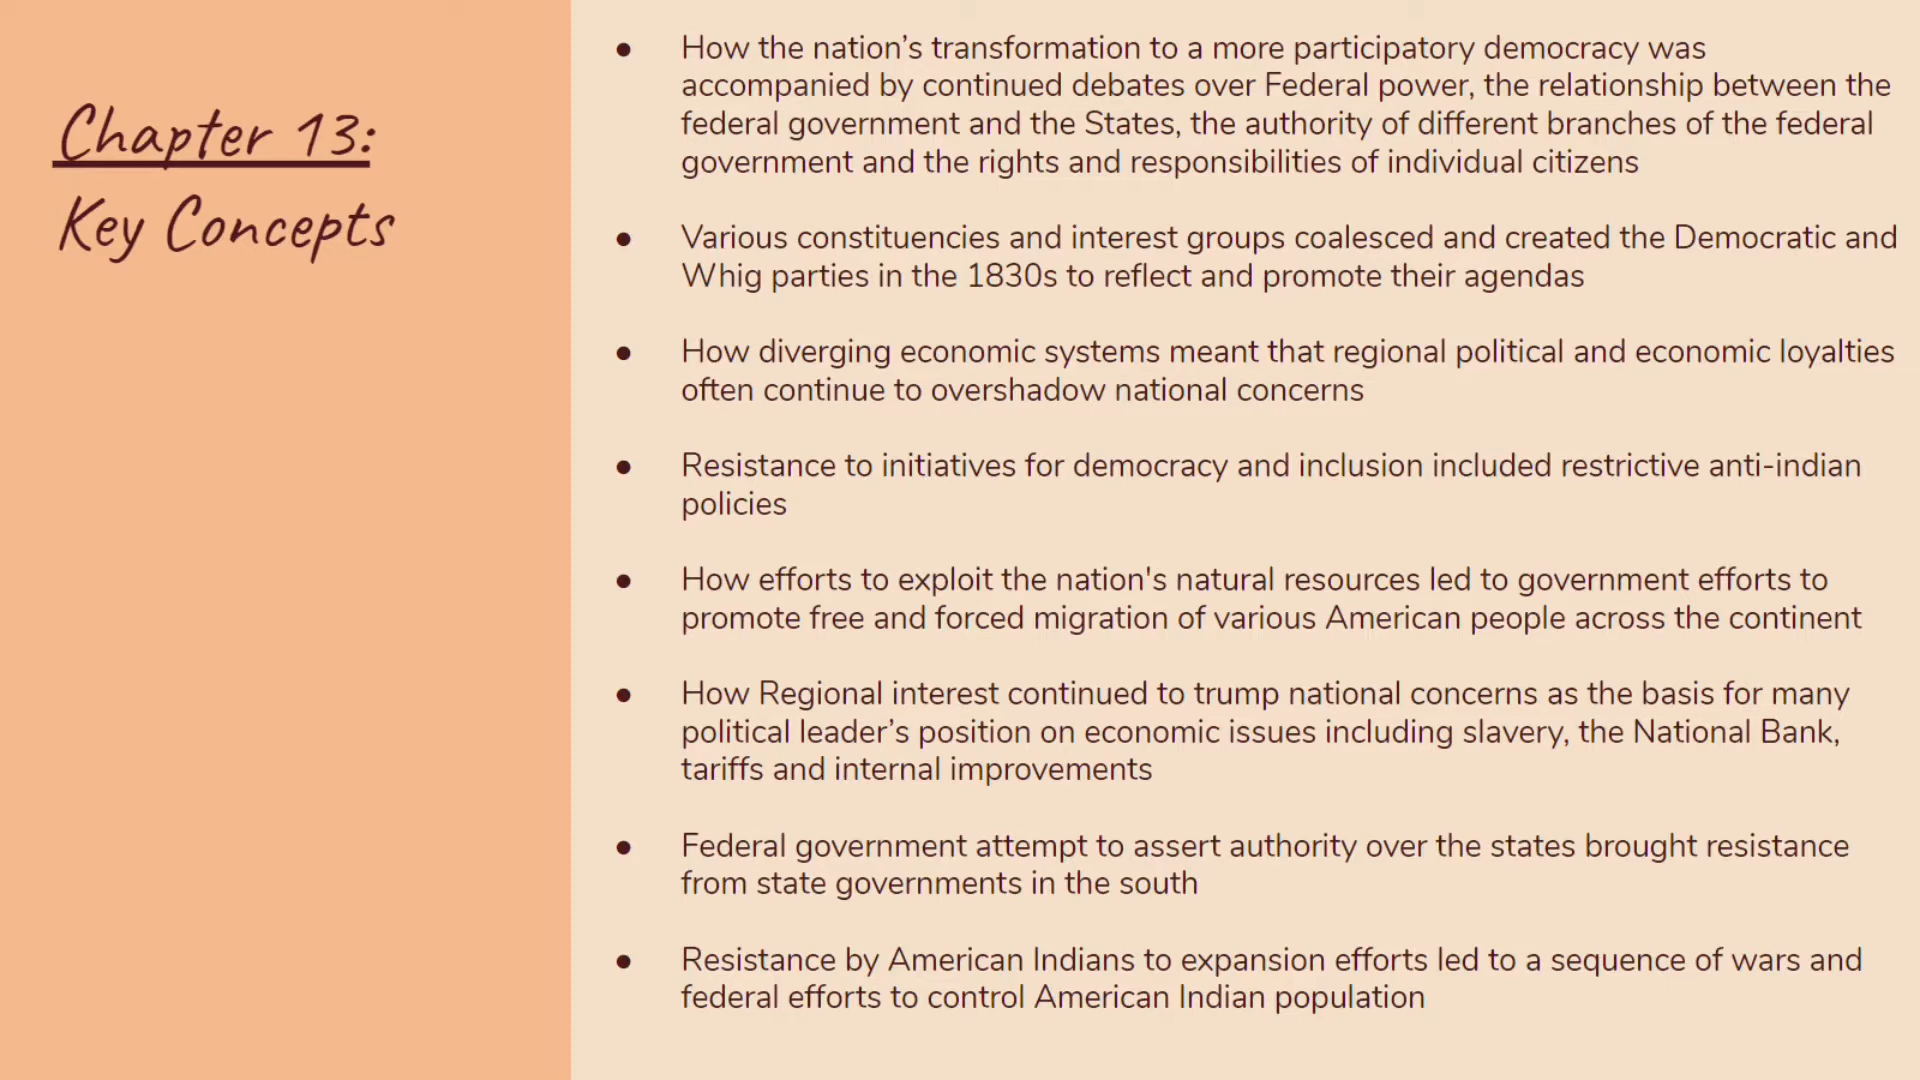 Chapter 13:
Key Concepts
● How the nation’s transformation to a more participatory democracy was
accompanied by continued debates over Federal power, the relationship between the
federal government and the States, the authority of different branches of the federal
government and the rights and responsibilities of individual citizens
● Various constituencies and interest groups coalesced and created the Democratic and
Whig parties in the 1830s to reflect and promote their agendas
● How diverging economic systems meant that regional political and economic loyalties
often continue to overshadow national concerns
● Resistance to initiatives for democracy and inclusion included restrictive anti-indian
policies
● How efforts to exploit the nation's natural resources led to government efforts to
promote free and forced migration of various American people across the continent
● How Regional interest continued to trump national concerns as the basis for many
political leader’s position on economic issues including slavery, the National Bank,
tariffs and internal improvements
● Federal government attempt to assert authority over the states brought resistance
from state governments in the south
● Resistance by American Indians to expansion efforts led to a sequence of wars and
federal efforts to control American Indian population